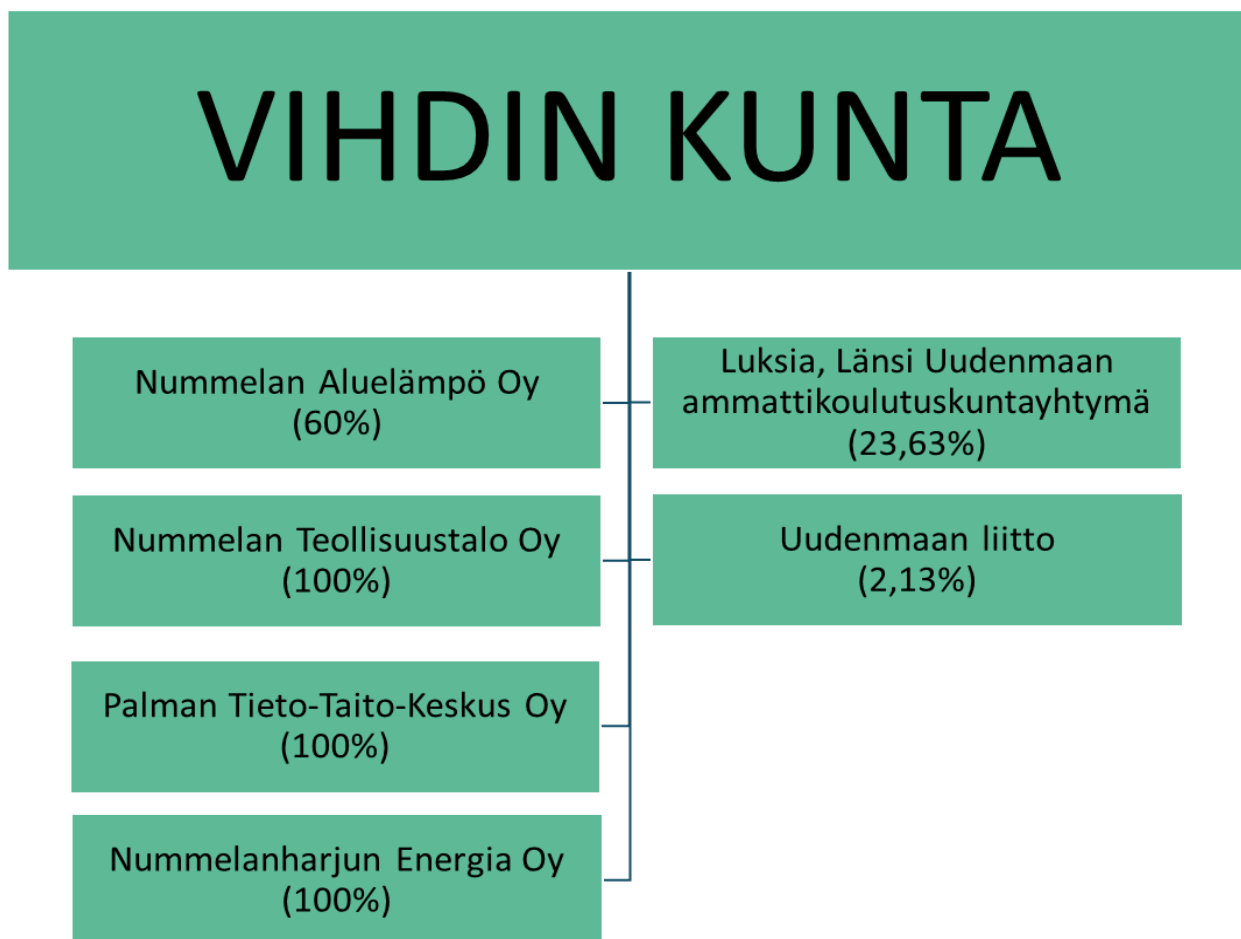 VIHDIN KUNTA
Nummelan Aluelämpö Oy
(60%)
Luksia, Länsi Uudenmaan
ammattikoulutuskuntayhtymä
(23,63%)
Nummelan Teollisuustalo Oy
(100%)
Uudenmaan liitto
(2,13%)
Palman Tieto-Taito-Keskus Oy
(100%)
Nummelanharjun Energia Oy
(100%)